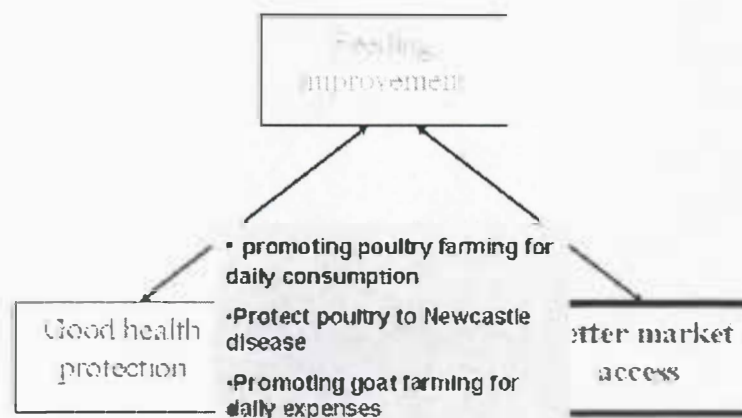 Feeding
improvement
• promoting poultry farming for
daily consumption
Good health
protection
•Protect poultry to Newcastle
disease
•Promoting goat farming for
daily expenses
etter market
access